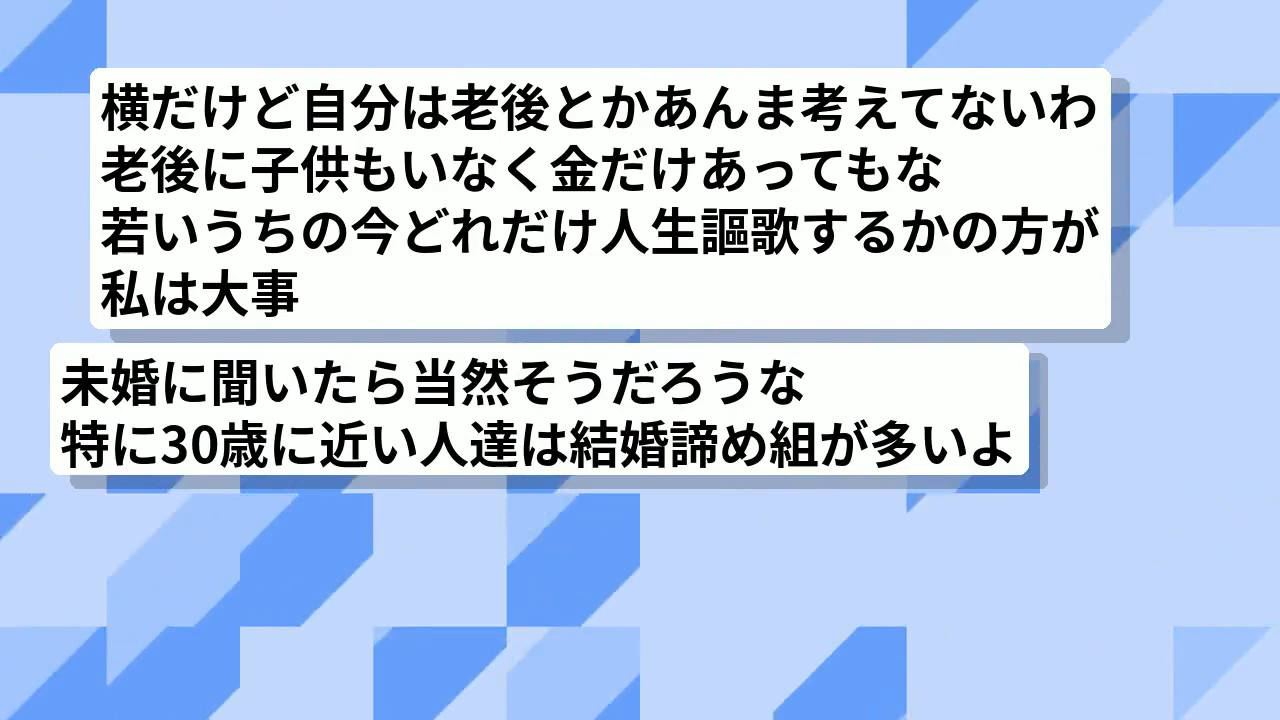 横だけど自分は老後とかあんま考えてないわ
老後に子供もいなく金だけあってもな
若いうちの今どれだけ人生謳歌するかの方が
私は大事
未婚に聞いたら当然そうだろうな
特に30歳に近い人達は結婚諦め組が多いよ